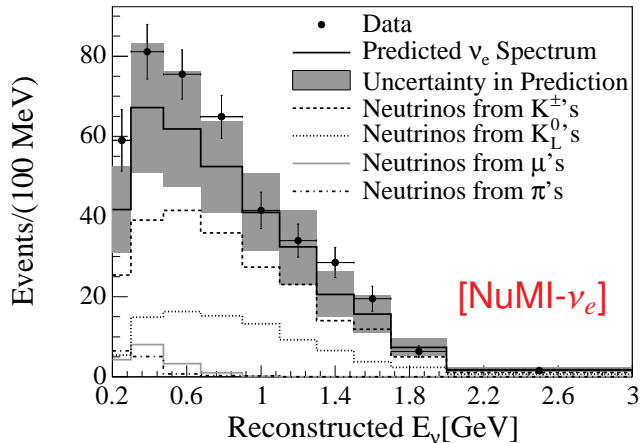 Data
Predicted νe Spectrum
Uncertainty in Prediction
Neutrinos from K±'s
Neutrinos from K0L's
Neutrinos from μ's
Neutrinos from π's
[NuMI-νe]
Events/(100 MeV)
80
60
40
20
0
0.2 0.6 1 1.4 1.8 2.2 2.6 3
Reconstructed Eν[GeV]